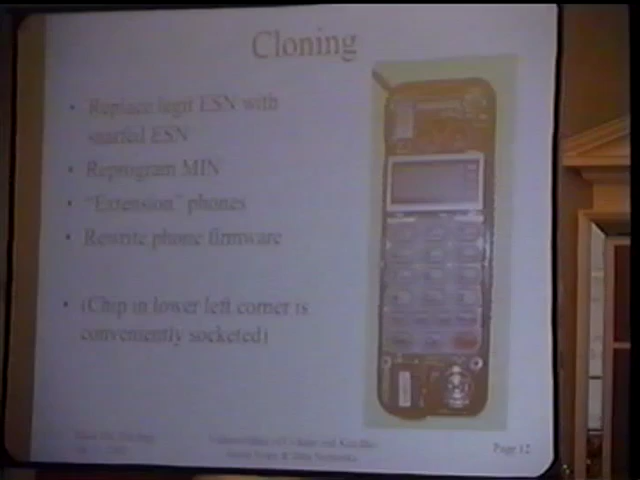 Cloning
• Replace legit ESN with
snarfed ESN
• Reprogram MIN
• "Extension" phones
• Rewrite phone firmware
• (Chip in lower left corner is
conveniently socketed)
Page 12